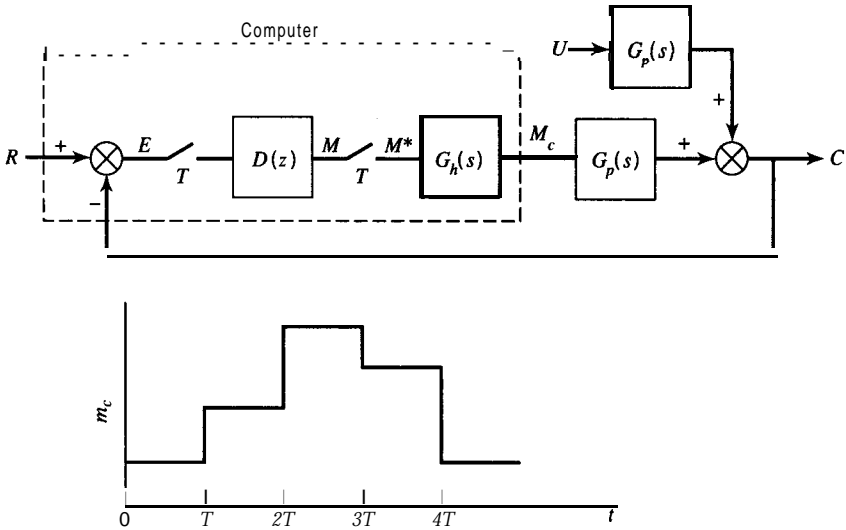 Computer
U
G_p(s)
+
R
+
E
T
D(z)
M
T
M*
G_h(s)
M_c
G_p(s)
+
C
−
m_c
0
T
2T
3T
4T
t